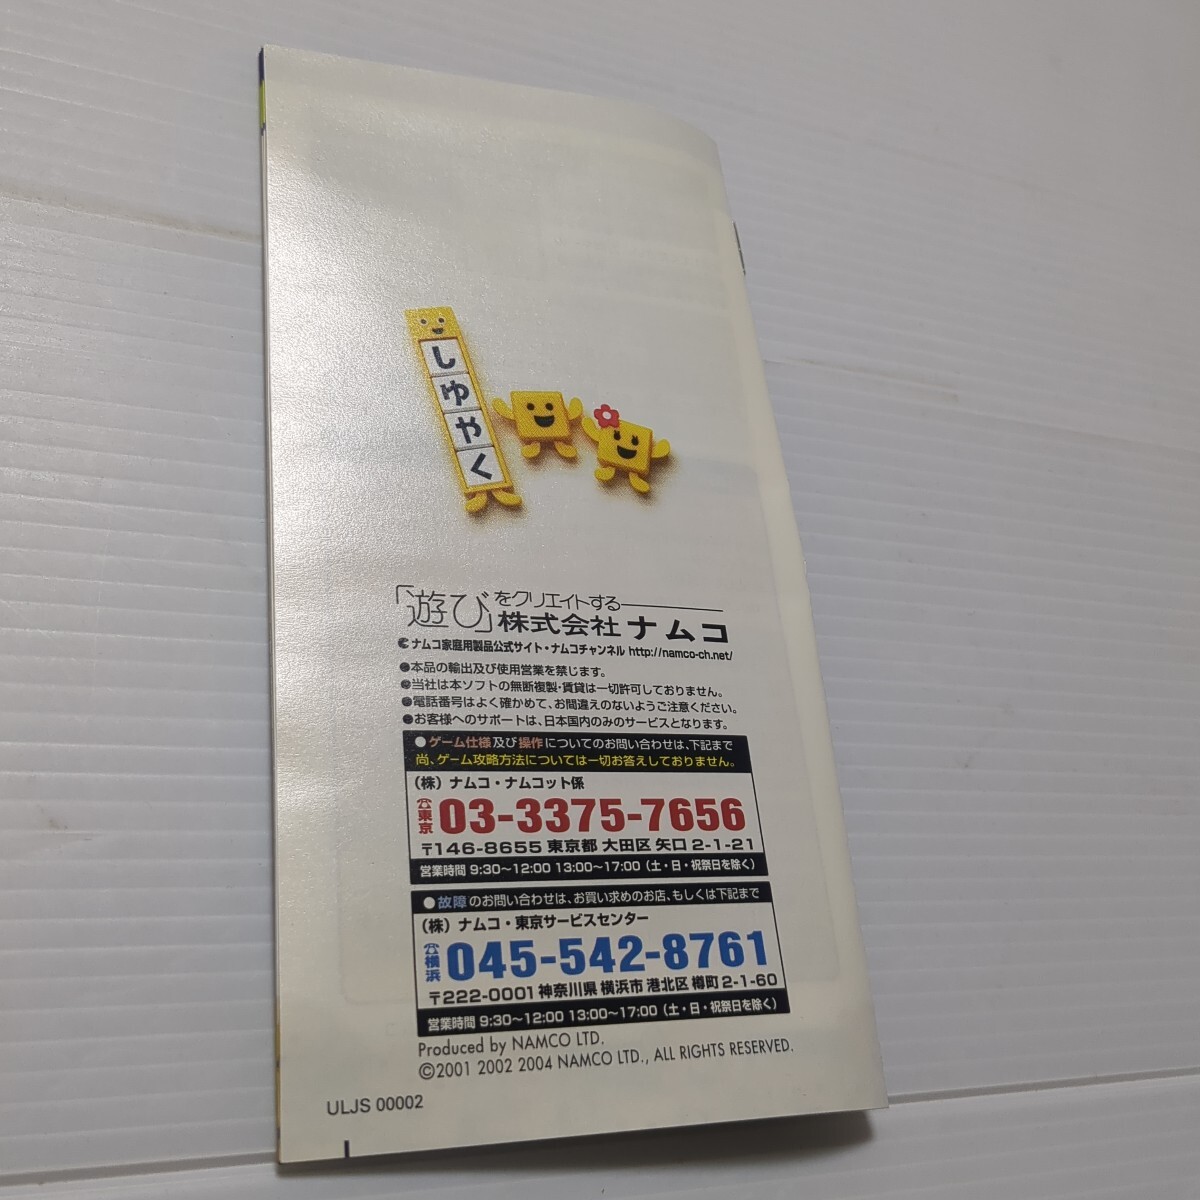 しゆやく
「遊び」をクリエイトする
株式会社ナムコ
ナムコ家庭用製品公式サイト・ナムコチャンネル http://namco-ch.net/
●本品の輸出及び使用営業を禁じます。
●当社は本ソフトの無断複製・賃貸は一切許可しておりません。
●電話番号はよく確かめて、お間違えのないようご注意ください。
●お客様へのサポートは、日本国内のみのサービスとなります。
●ゲーム仕様及び操作についてのお問い合わせは、下記まで
尚、ゲーム攻略方法については一切お答えしておりません。
(株) ナムコ・ナムコット係
☎東京 03-3375-7656
〒146-8655 東京都 大田区 矢口 2-1-21
営業時間 9:30〜12:00 13:00〜17:00 (土・日・祝祭日を除く)
●故障のお問い合わせは、お買い求めのお店、もしくは下記まで
(株) ナムコ・東京サービスセンター
☎横浜 045-542-8761
〒222-0001 神奈川県 横浜市 港北区 樽町 2-1-60
営業時間 9:30〜12:00 13:00〜17:00 (土・日・祝祭日を除く)
Produced by NAMCO LTD.
©2001 2002 2004 NAMCO LTD., ALL RIGHTS RESERVED.
ULJS 00002